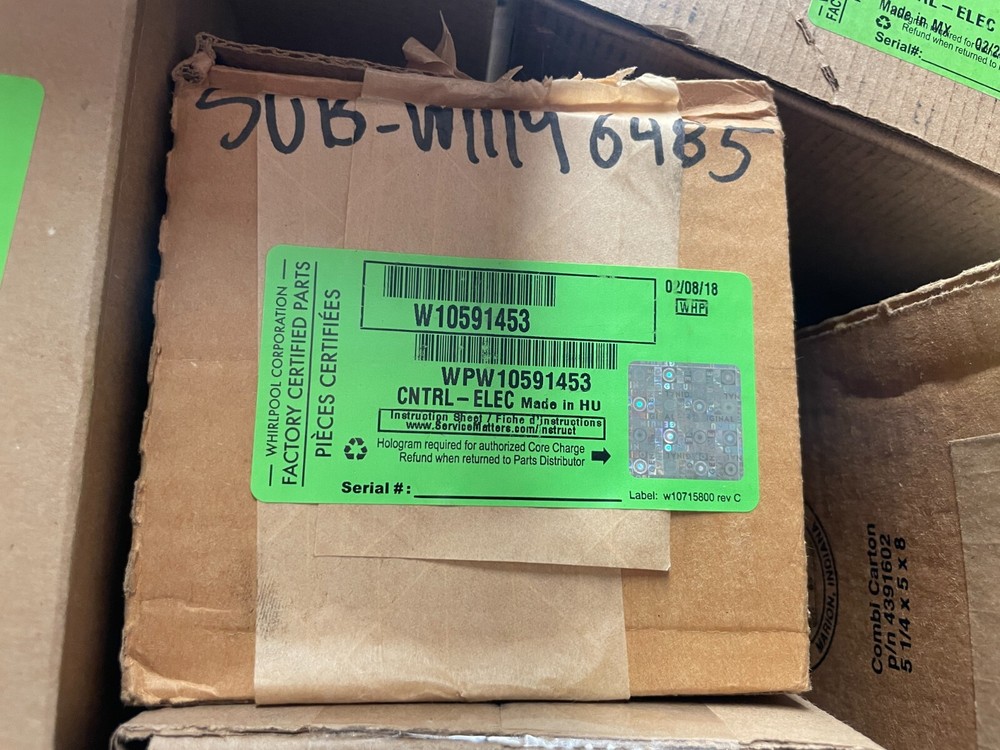 SUB-W11196485
WHIRLPOOL CORPORATION
FACTORY CERTIFIED PARTS
PIÈCES CERTIFIÉES
W10591453
02/08/18
WHP
WPW10591453
CNTRL-ELEC Made in HU
Instruction Sheet / Fiche d'instructions
www.ServiceMatters.com/instruct
Hologram required for authorized Core Charge
Refund when returned to Parts Distributor
Serial #:
Label: w10715800 rev C
- ELEC
Made in MX
Refund when returned to
Serial#:
MARION, INDIANA
Combi Carton
p/n 4391602
5 1/4 x 5 x 8